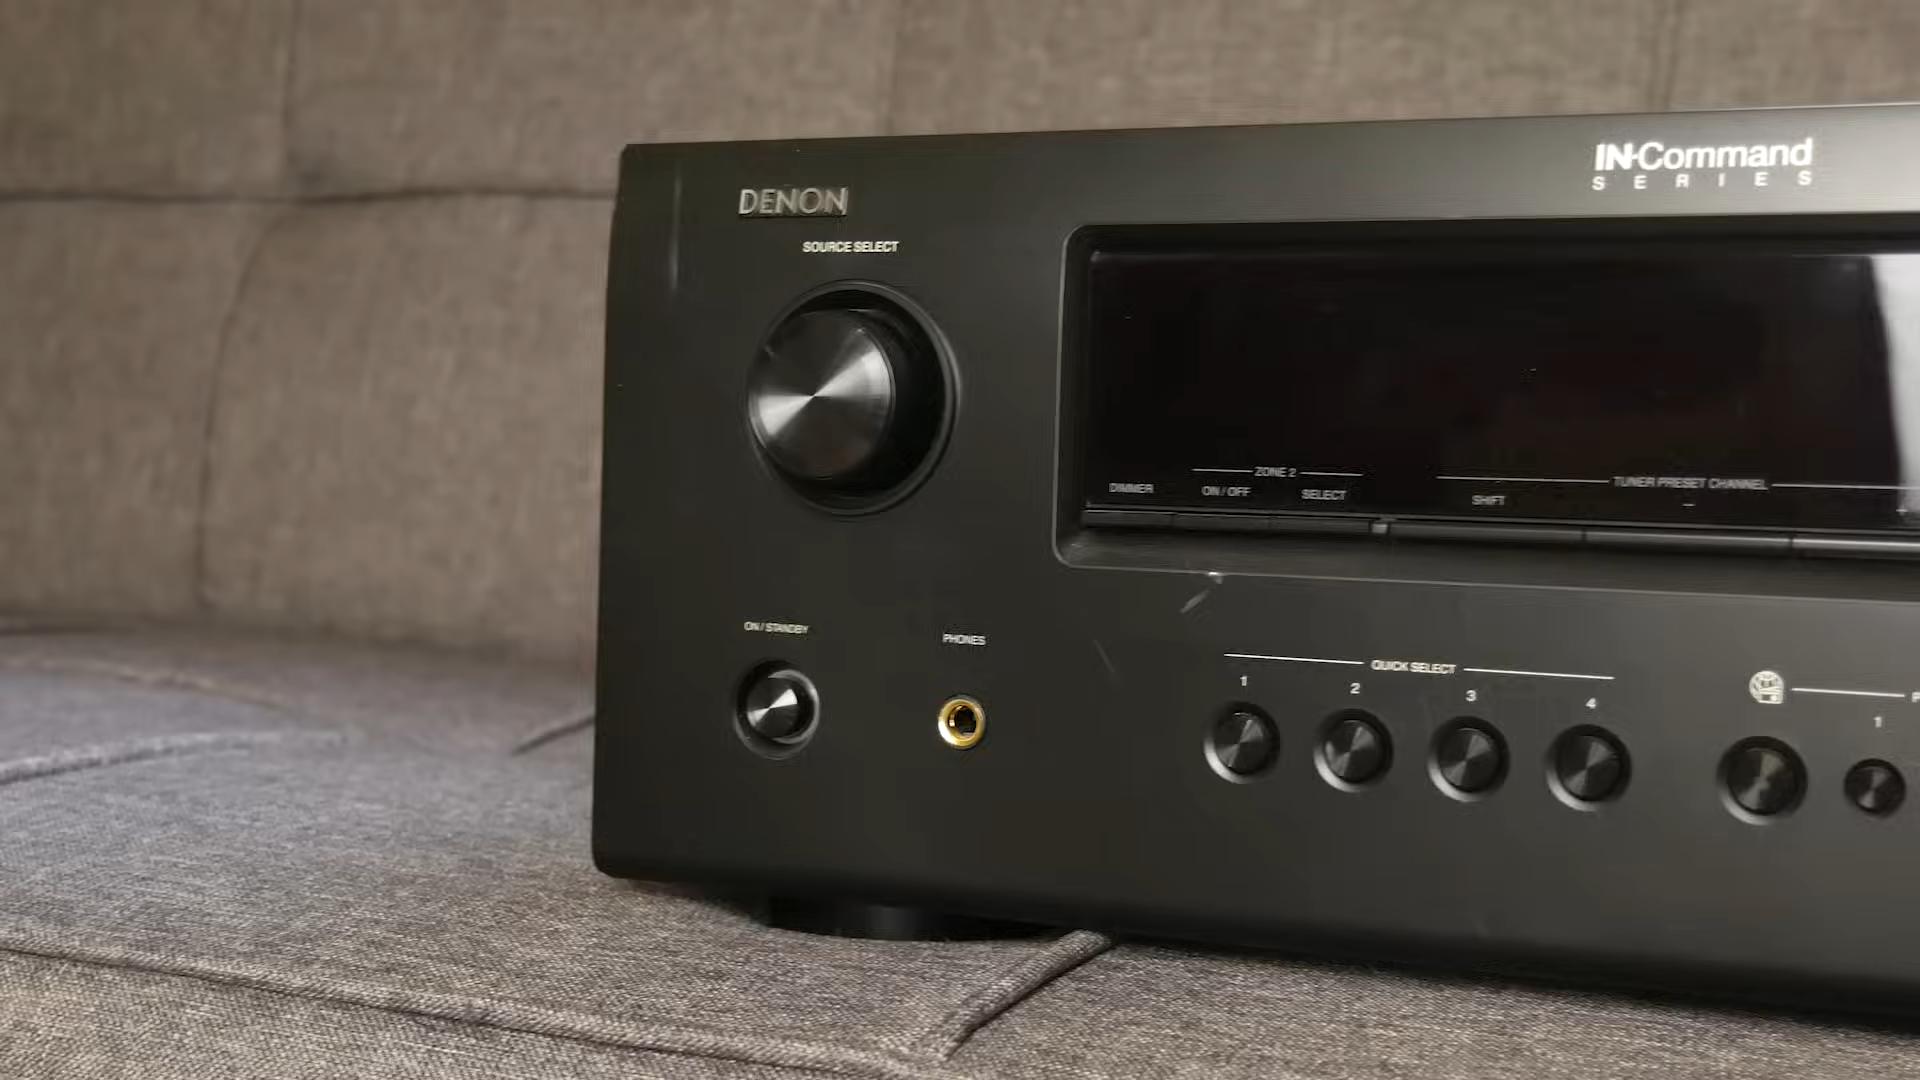 IN·Command
SERIES
DENON
SOURCE SELECT
ZONE 2
DIMMER
ON / OFF
SELECT
TUNER PRESET CHANNEL
SHIFT
−
ON / STANDBY
PHONES
QUICK SELECT
1
2
3
4
1